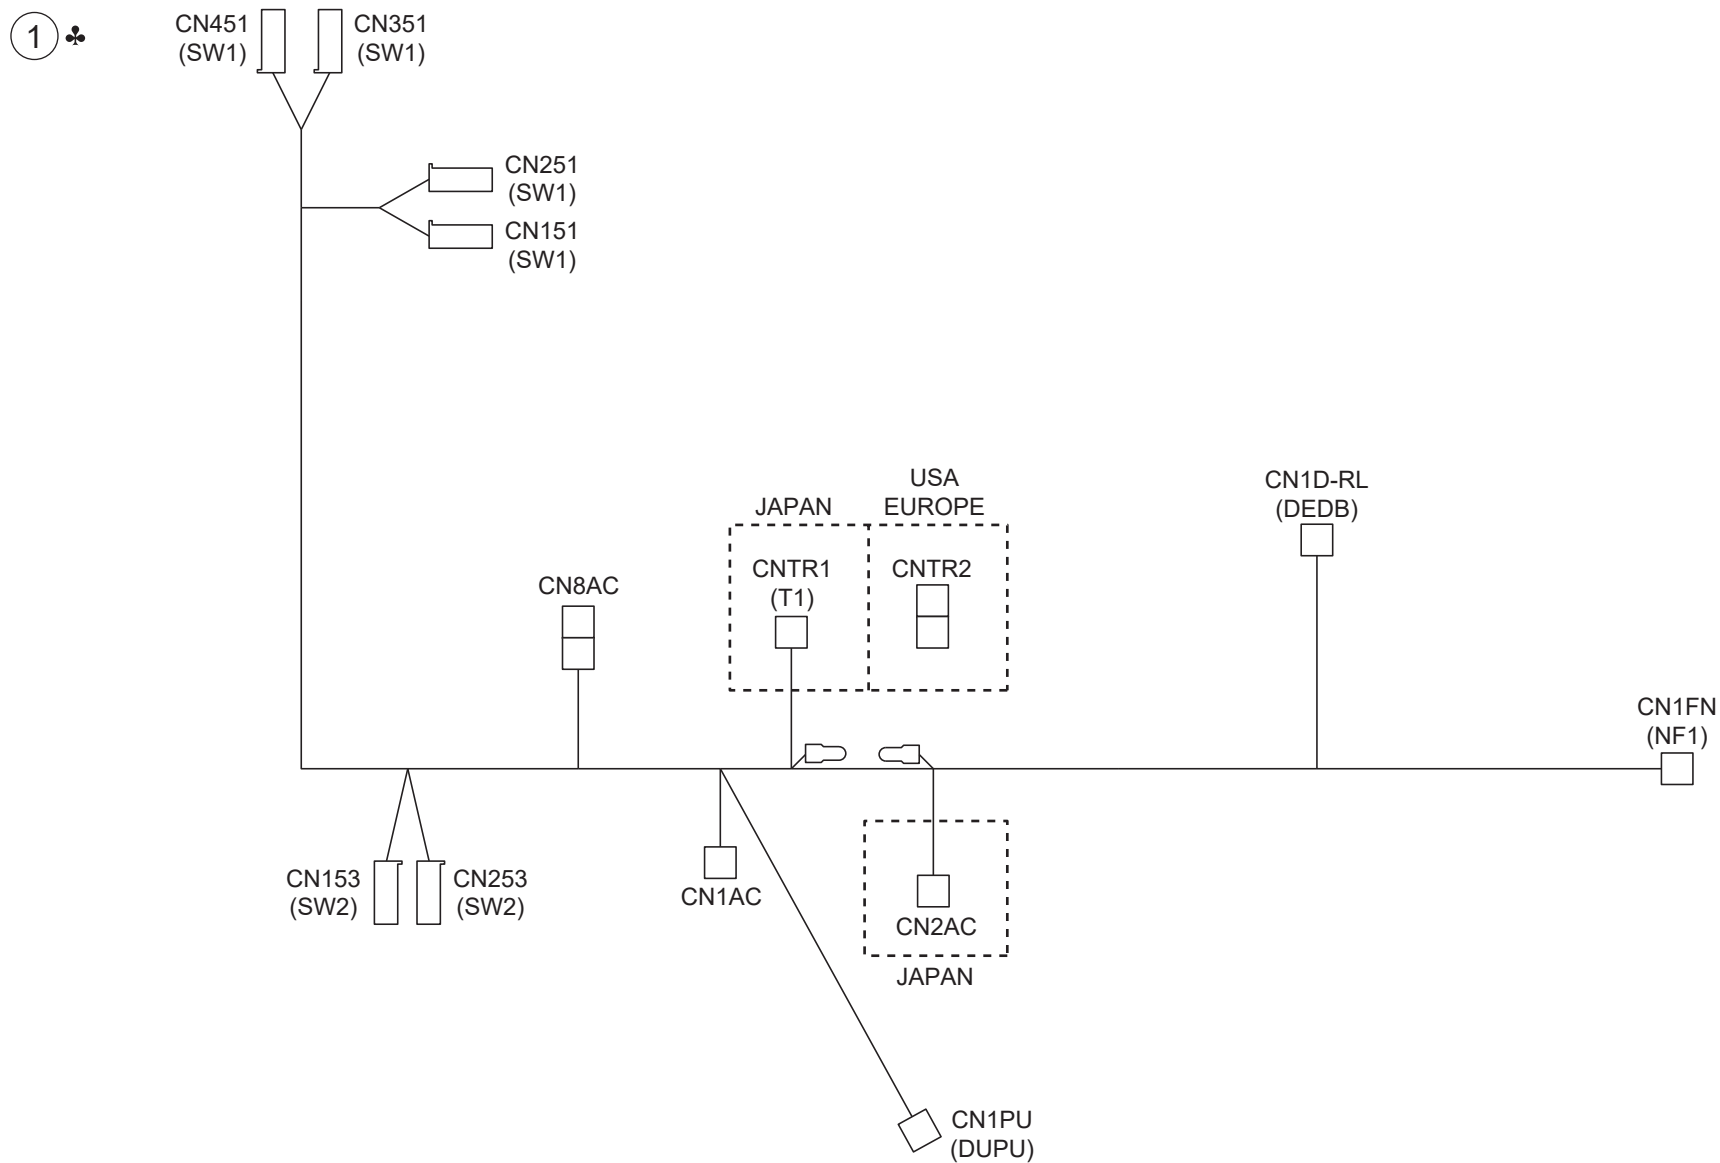 1 ♣
CN451
(SW1)
CN351
(SW1)
CN251
(SW1)
CN151
(SW1)
USA
EUROPE
JAPAN
CN1D-RL
(DEDB)
CNTR1
(T1)
CNTR2
CN8AC
CN1FN
(NF1)
CN153
(SW2)
CN253
(SW2)
CN1AC
CN2AC
JAPAN
CN1PU
(DUPU)